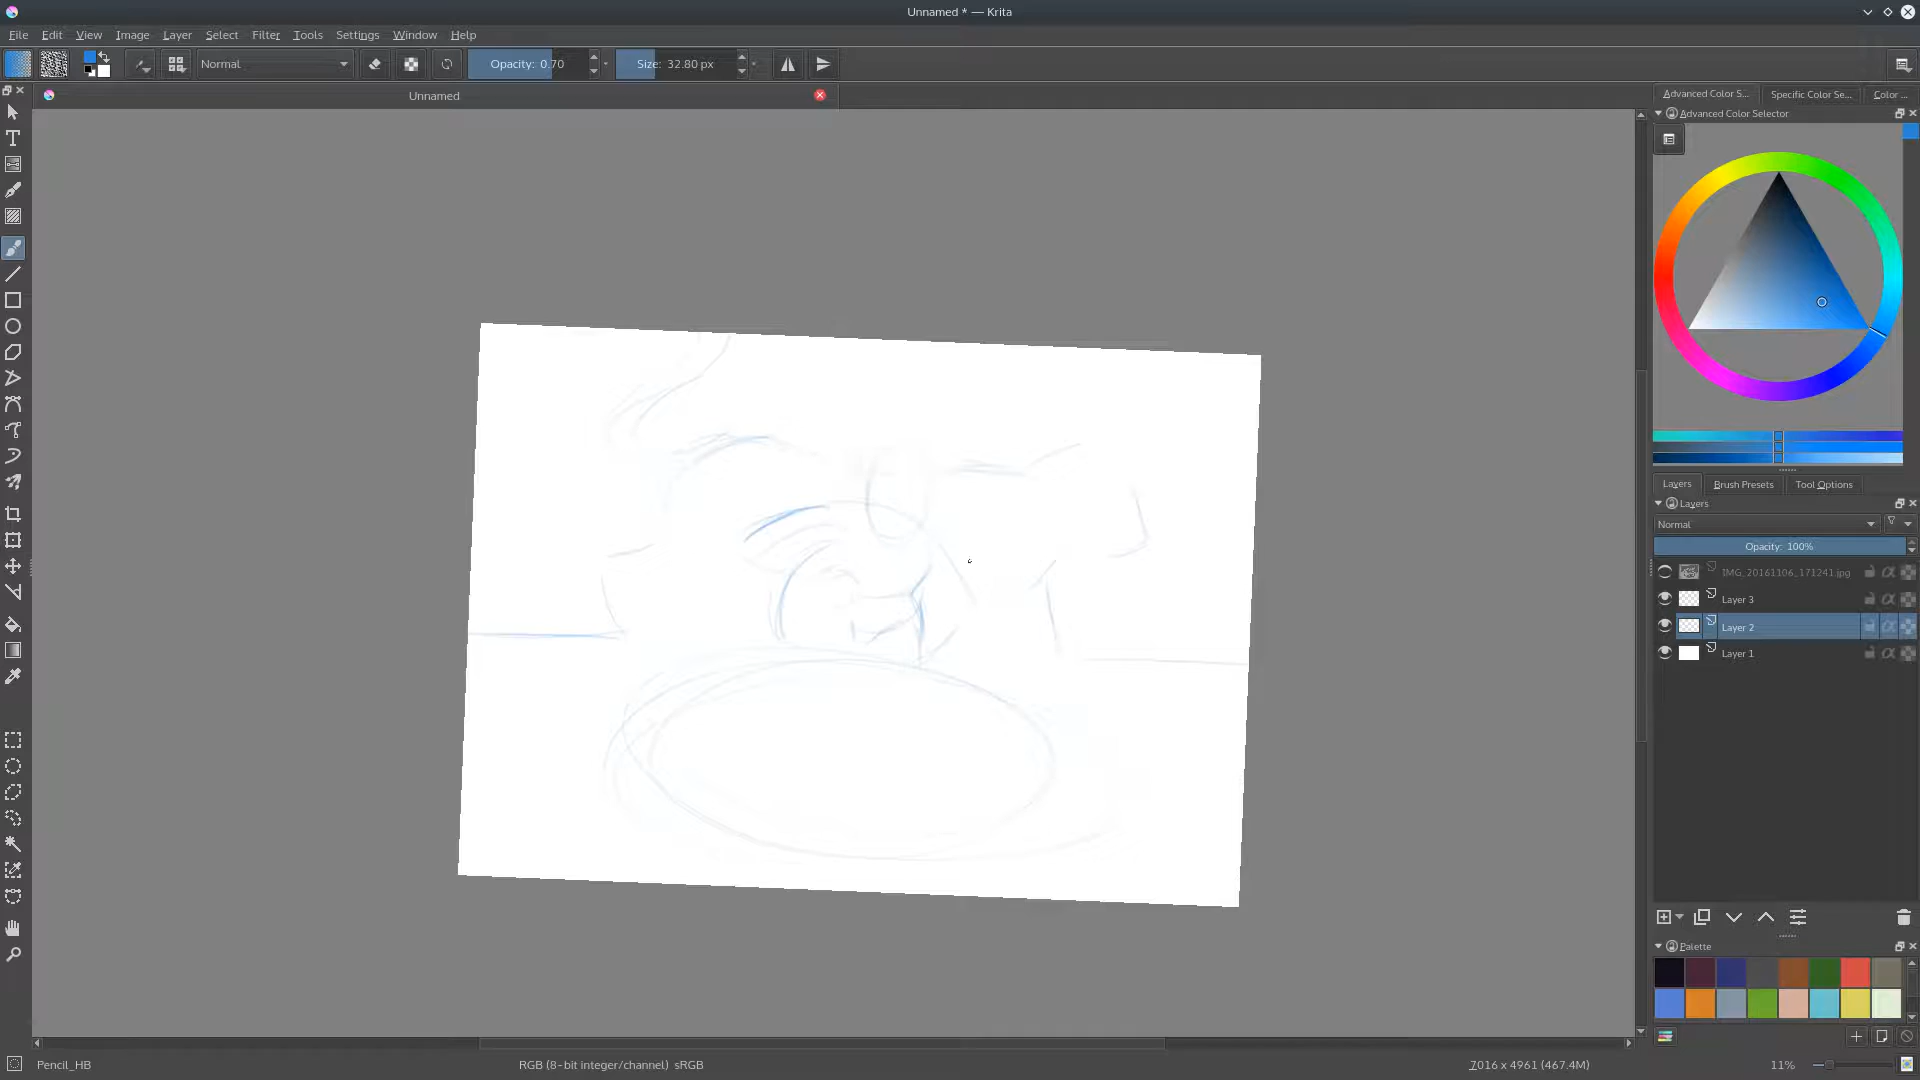 Unnamed * — Krita
File Edit View Image Layer Select Filter Tools Settings Window Help
Normal Opacity: 0.70 Size: 32.80 px
Unnamed
Advanced Color S... Specific Color Se... Color ...
Advanced Color Selector
Layers Brush Presets Tool Options
Layers
Normal
Opacity: 100%
IMG_20161106_171241.jpg
Layer 3
Layer 2
Layer 1
Palette
Pencil_HB RGB (8-bit integer/channel) sRGB 7016 x 4961 (467.4M) 11%